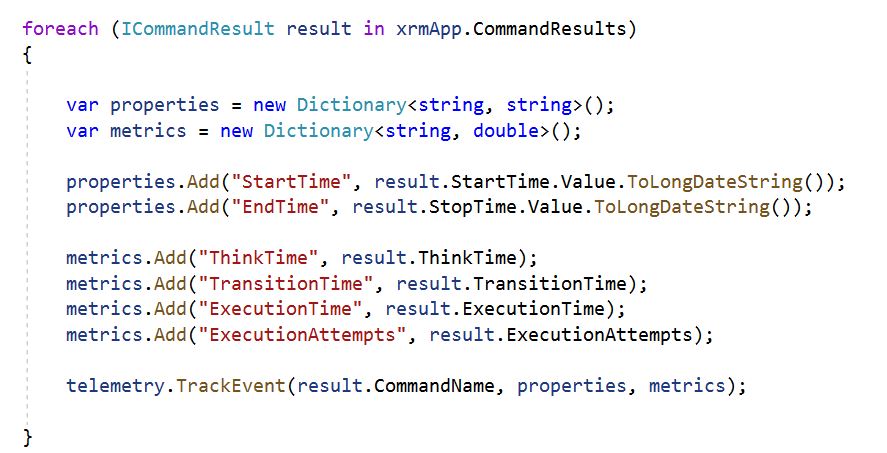 foreach (ICommandResult result in xrmApp.CommandResults)
{
var properties = new Dictionary<string, string>();
var metrics = new Dictionary<string, double>();
properties.Add("StartTime", result.StartTime.Value.ToLongDateString());
properties.Add("EndTime", result.StopTime.Value.ToLongDateString());
metrics.Add("ThinkTime", result.ThinkTime);
metrics.Add("TransitionTime", result.TransitionTime);
metrics.Add("ExecutionTime", result.ExecutionTime);
metrics.Add("ExecutionAttempts", result.ExecutionAttempts);
telemetry.TrackEvent(result.CommandName, properties, metrics);
}